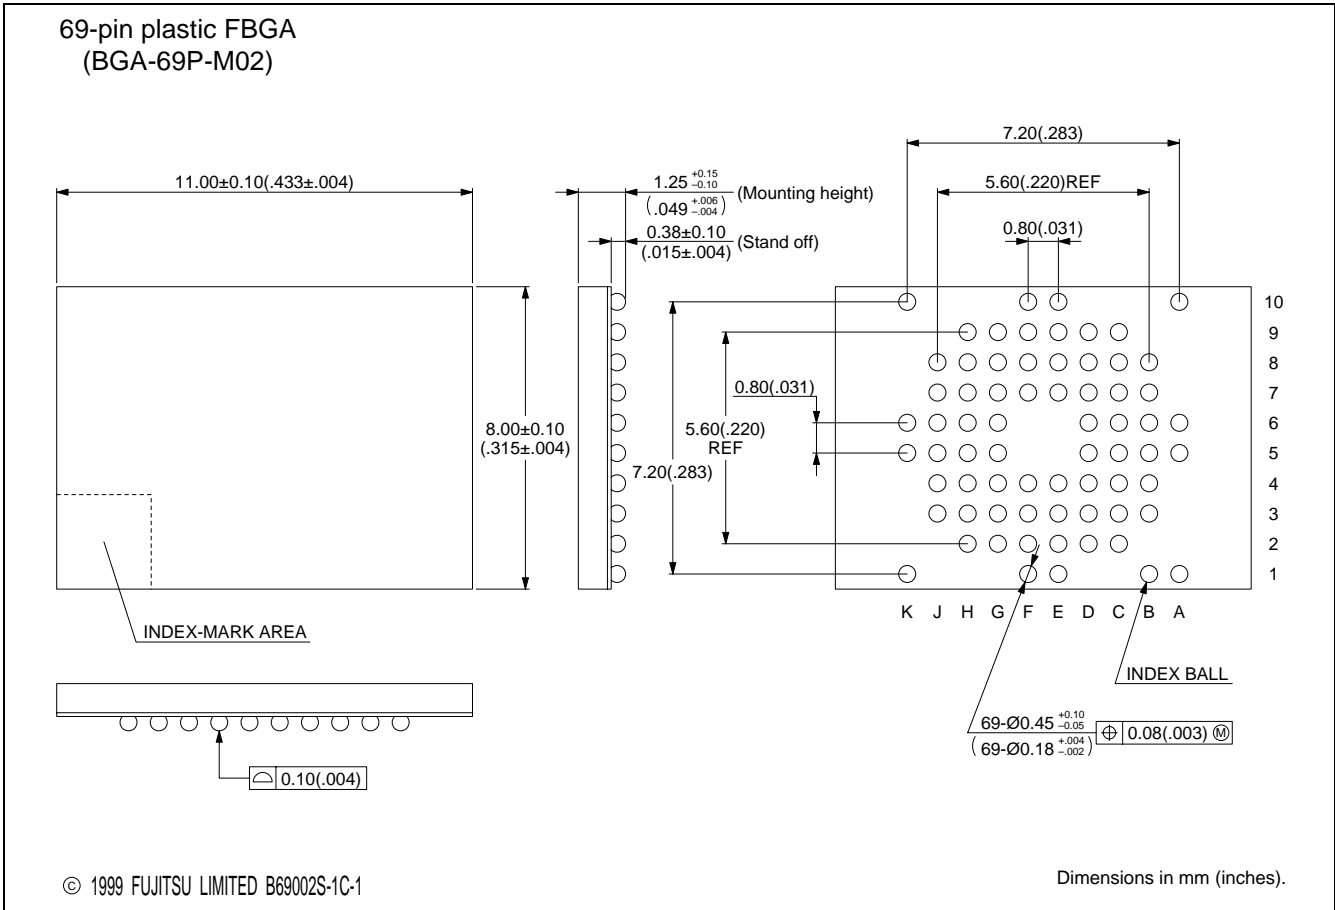 69-pin plastic FBGA
(BGA-69P-M02)
11.00±0.10(.433±.004)
1.25 +0.15 −0.10 (Mounting height)
(.049 +.006 −.004)
0.38±0.10 (Stand off)
(.015±.004)
7.20(.283)
5.60(.220)REF
0.80(.031)
8.00±0.10
(.315±.004)
0.80(.031)
5.60(.220)
REF
7.20(.283)
10
9
8
7
6
5
4
3
2
1
K J H G F E D C B A
INDEX-MARK AREA
INDEX BALL
69-Ø0.45 +0.10 −0.05
(69-Ø0.18 +.004 −.002)
⌖ 0.08(.003) Ⓜ
⌓ 0.10(.004)
© 1999 FUJITSU LIMITED B69002S-1C-1
Dimensions in mm (inches).